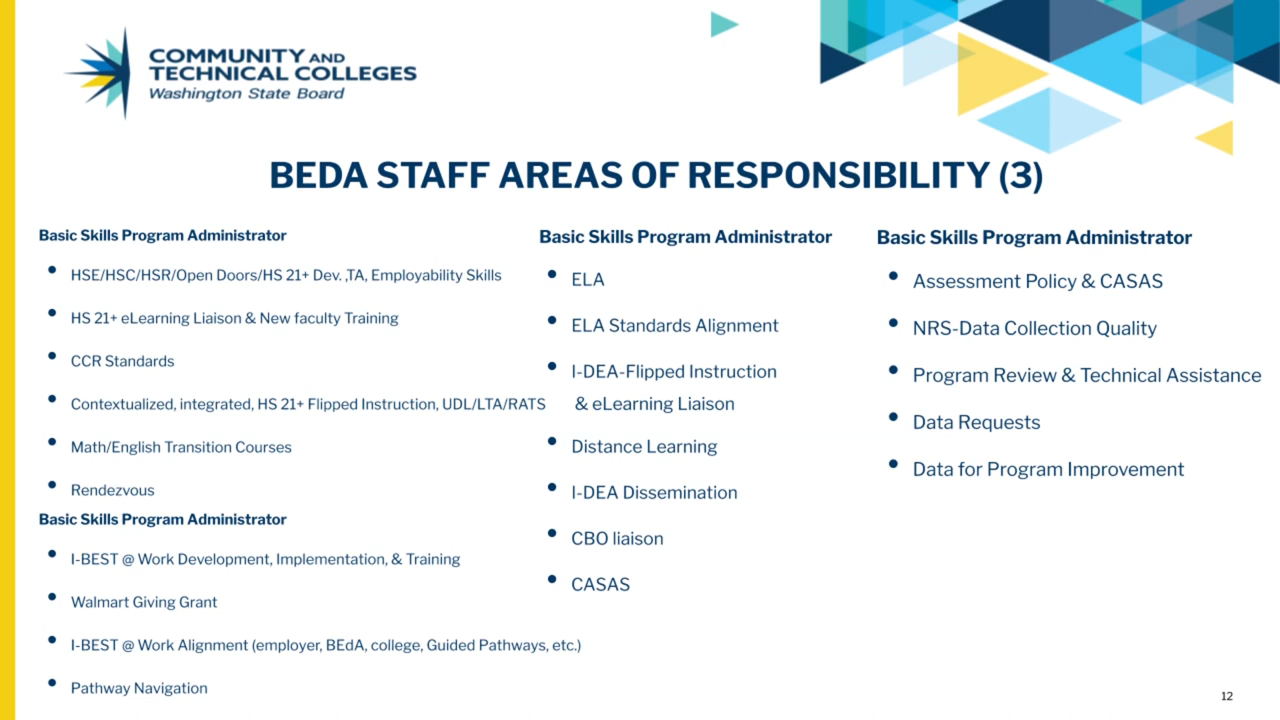 COMMUNITY AND
TECHNICAL COLLEGES
Washington State Board
BEDA STAFF AREAS OF RESPONSIBILITY (3)
Basic Skills Program Administrator
• HSE/HSC/HSR/Open Doors/HS 21+ Dev. ,TA, Employability Skills
• HS 21+ eLearning Liaison & New faculty Training
• CCR Standards
• Contextualized, integrated, HS 21+ Flipped Instruction, UDL/LTA/RATS
• Math/English Transition Courses
• Rendezvous
Basic Skills Program Administrator
• I-BEST @ Work Development, Implementation, & Training
• Walmart Giving Grant
• I-BEST @ Work Alignment (employer, BEdA, college, Guided Pathways, etc.)
• Pathway Navigation
Basic Skills Program Administrator
• ELA
• ELA Standards Alignment
• I-DEA-Flipped Instruction
& eLearning Liaison
• Distance Learning
• I-DEA Dissemination
• CBO liaison
• CASAS
Basic Skills Program Administrator
• Assessment Policy & CASAS
• NRS-Data Collection Quality
• Program Review & Technical Assistance
• Data Requests
• Data for Program Improvement
12